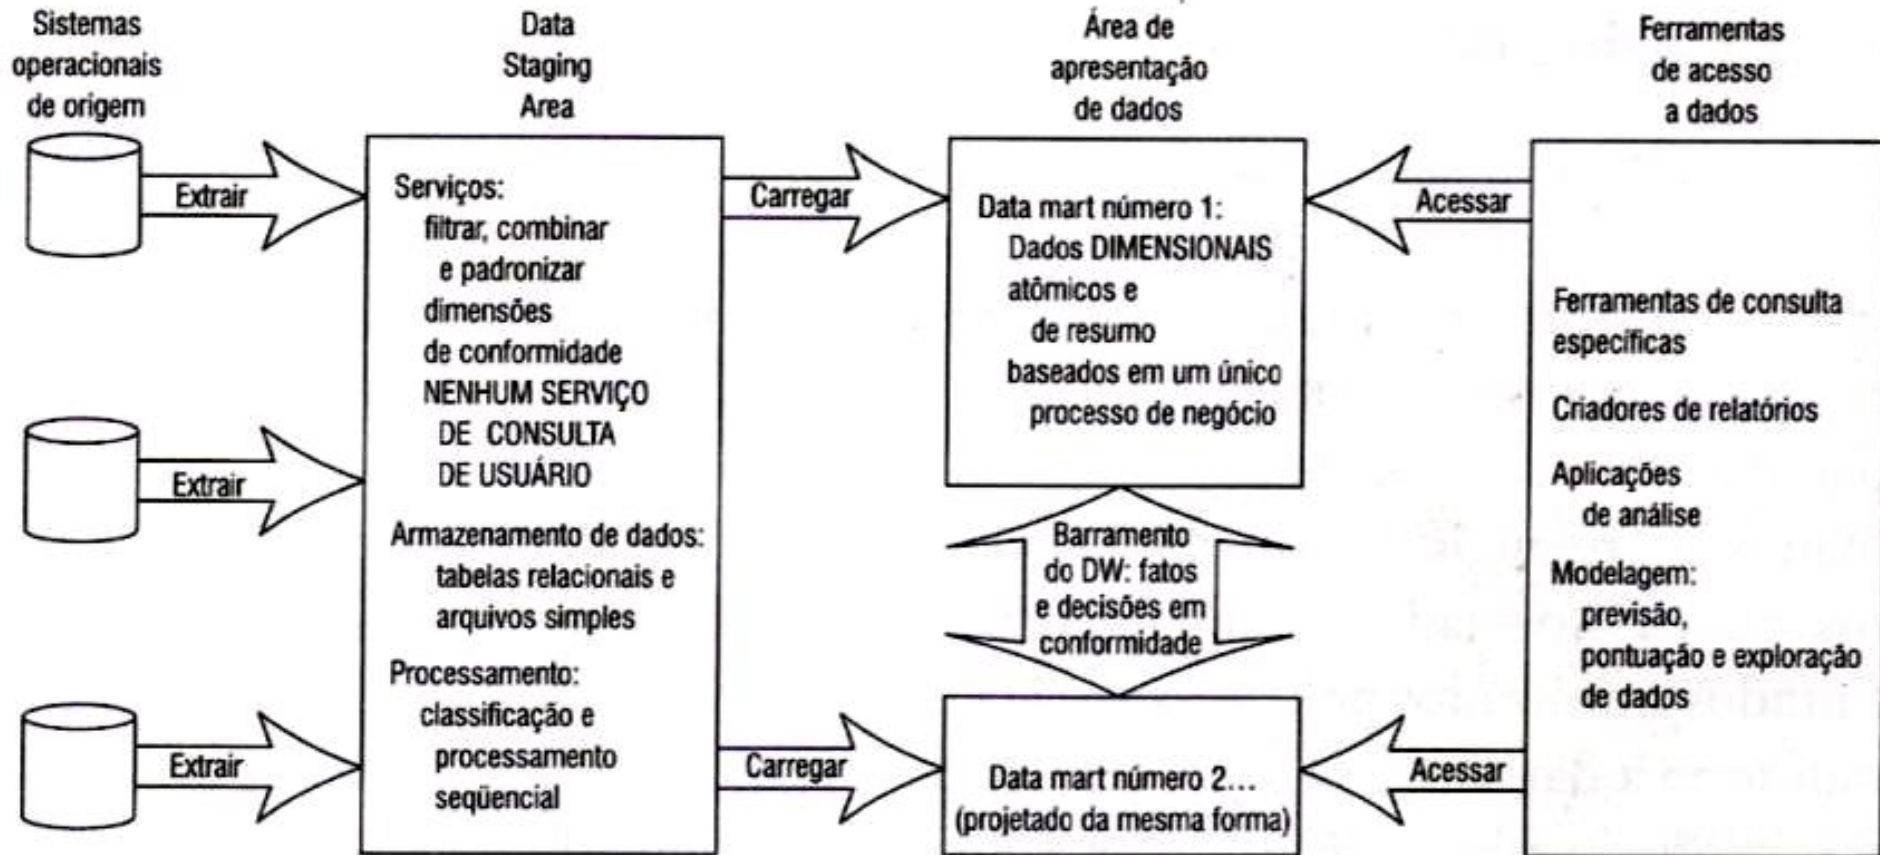 Sistemas
operacionais
de origem
Data
Staging
Area
Área de
apresentação
de dados
Ferramentas
de acesso
a dados
Extrair
Extrair
Extrair
Serviços:
filtrar, combinar
e padronizar
dimensões
de conformidade
NENHUM SERVIÇO
DE CONSULTA
DE USUÁRIO
Armazenamento de dados:
tabelas relacionais e
arquivos simples
Processamento:
classificação e
processamento
seqüencial
Carregar
Carregar
Data mart número 1:
Dados DIMENSIONAIS
atômicos e
de resumo
baseados em um único
processo de negócio
Barramento
do DW: fatos
e decisões em
conformidade
Data mart número 2...
(projetado da mesma forma)
Acessar
Acessar
Ferramentas de consulta
específicas
Criadores de relatórios
Aplicações
de análise
Modelagem:
previsão,
pontuação e exploração
de dados